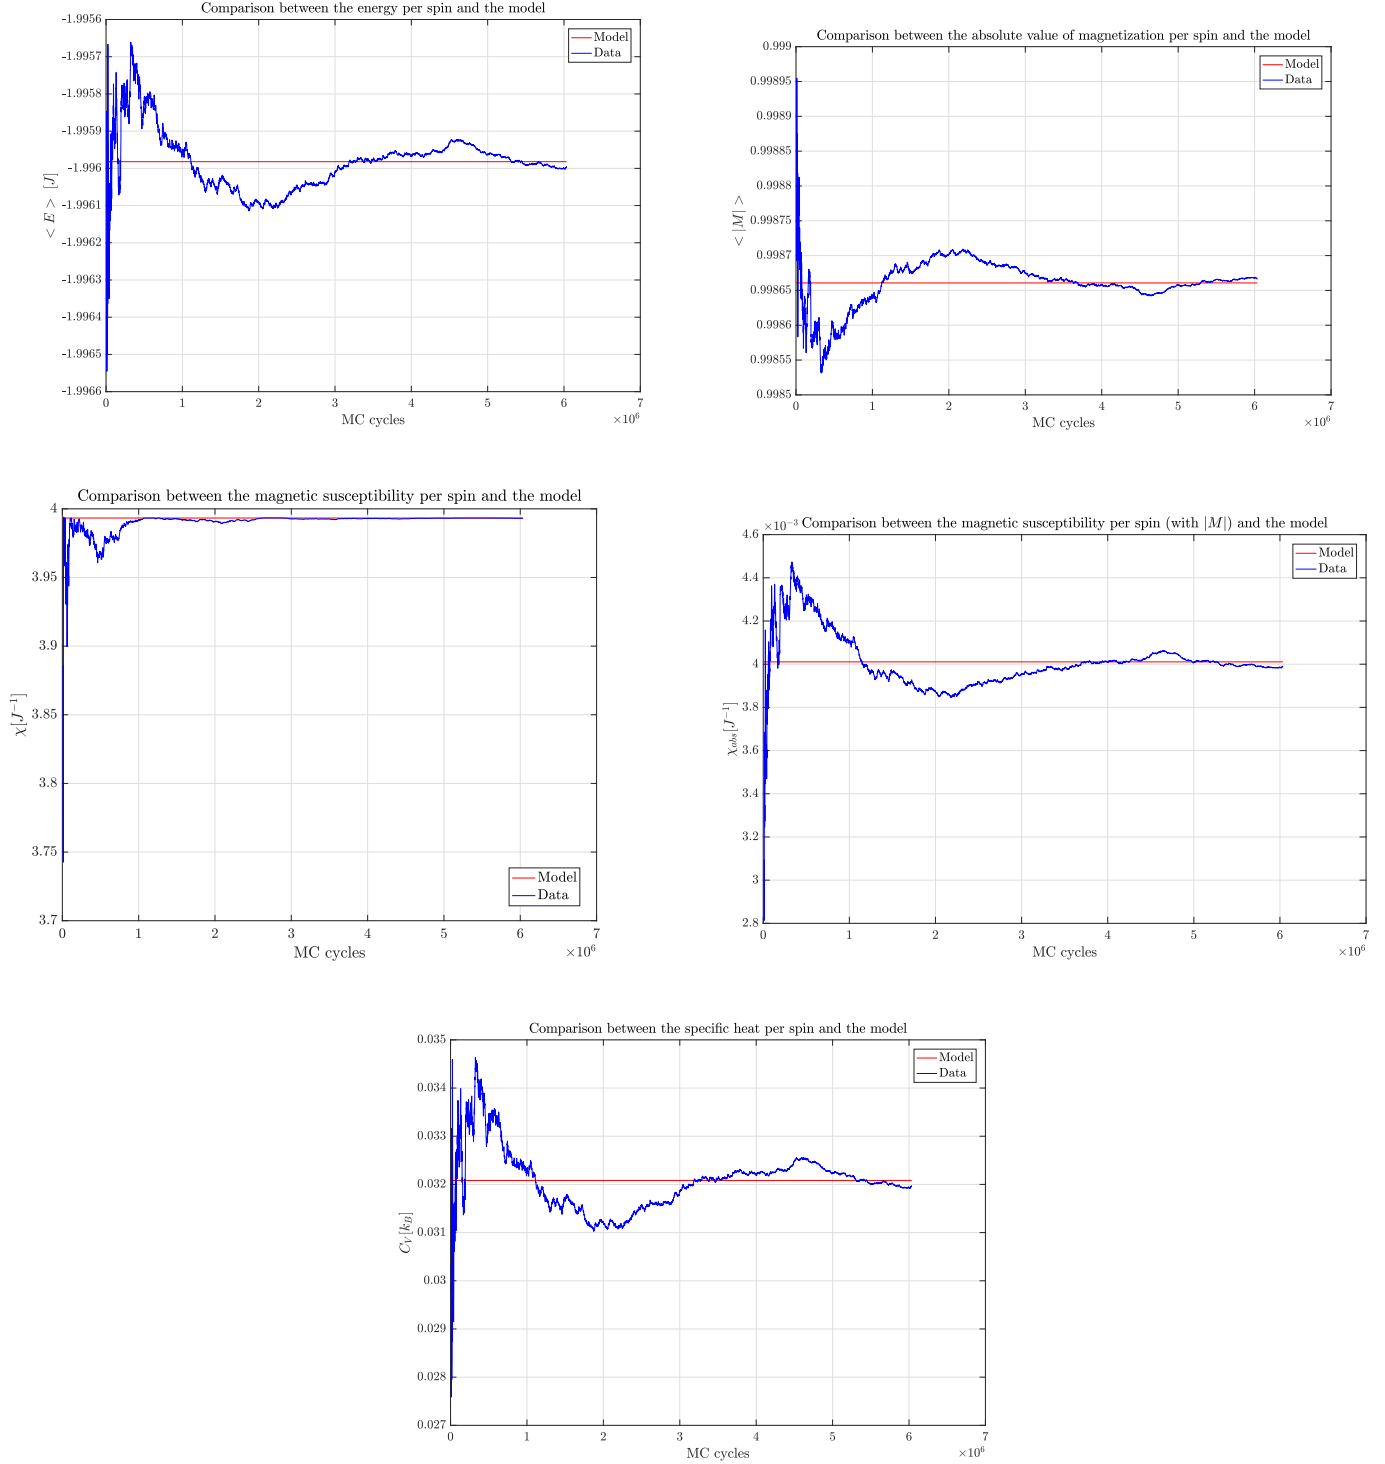 Comparison between the energy per spin and the model
-1.9956
-1.9957
-1.9958
-1.9959
-1.996
-1.9961
-1.9962
-1.9963
-1.9964
-1.9965
-1.9966
< E > [J]
0 1 2 3 4 5 6 7
MC cycles
×10^6
Model
Data
Comparison between the absolute value of magnetization per spin and the model
0.999
0.99895
0.9989
0.99885
0.9988
0.99875
0.9987
0.99865
0.9986
0.99855
0.9985
< |M| >
0 1 2 3 4 5 6 7
MC cycles
×10^6
Model
Data
Comparison between the magnetic susceptibility per spin and the model
4
3.95
3.9
3.85
3.8
3.75
3.7
χ[J^{-1}]
0 1 2 3 4 5 6 7
MC cycles
×10^6
Model
Data
×10^{-3} Comparison between the magnetic susceptibility per spin (with |M|) and the model
4.6
4.4
4.2
4
3.8
3.6
3.4
3.2
3
2.8
χ_{abs}[J^{-1}]
0 1 2 3 4 5 6 7
MC cycles
×10^6
Model
Data
Comparison between the specific heat per spin and the model
0.035
0.034
0.033
0.032
0.031
0.03
0.029
0.028
0.027
C_V[k_B]
0 1 2 3 4 5 6 7
MC cycles
×10^6
Model
Data